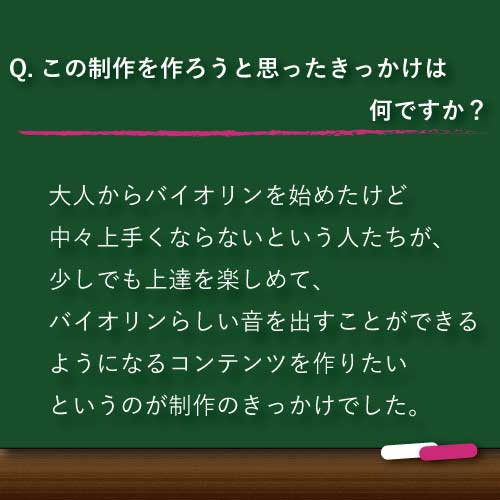 Q. この制作を作ろうと思ったきっかけは
何ですか？
大人からバイオリンを始めたけど
中々上手くならないという人たちが、
少しでも上達を楽しめて、
バイオリンらしい音を出すことができる
ようになるコンテンツを作りたい
というのが制作のきっかけでした。